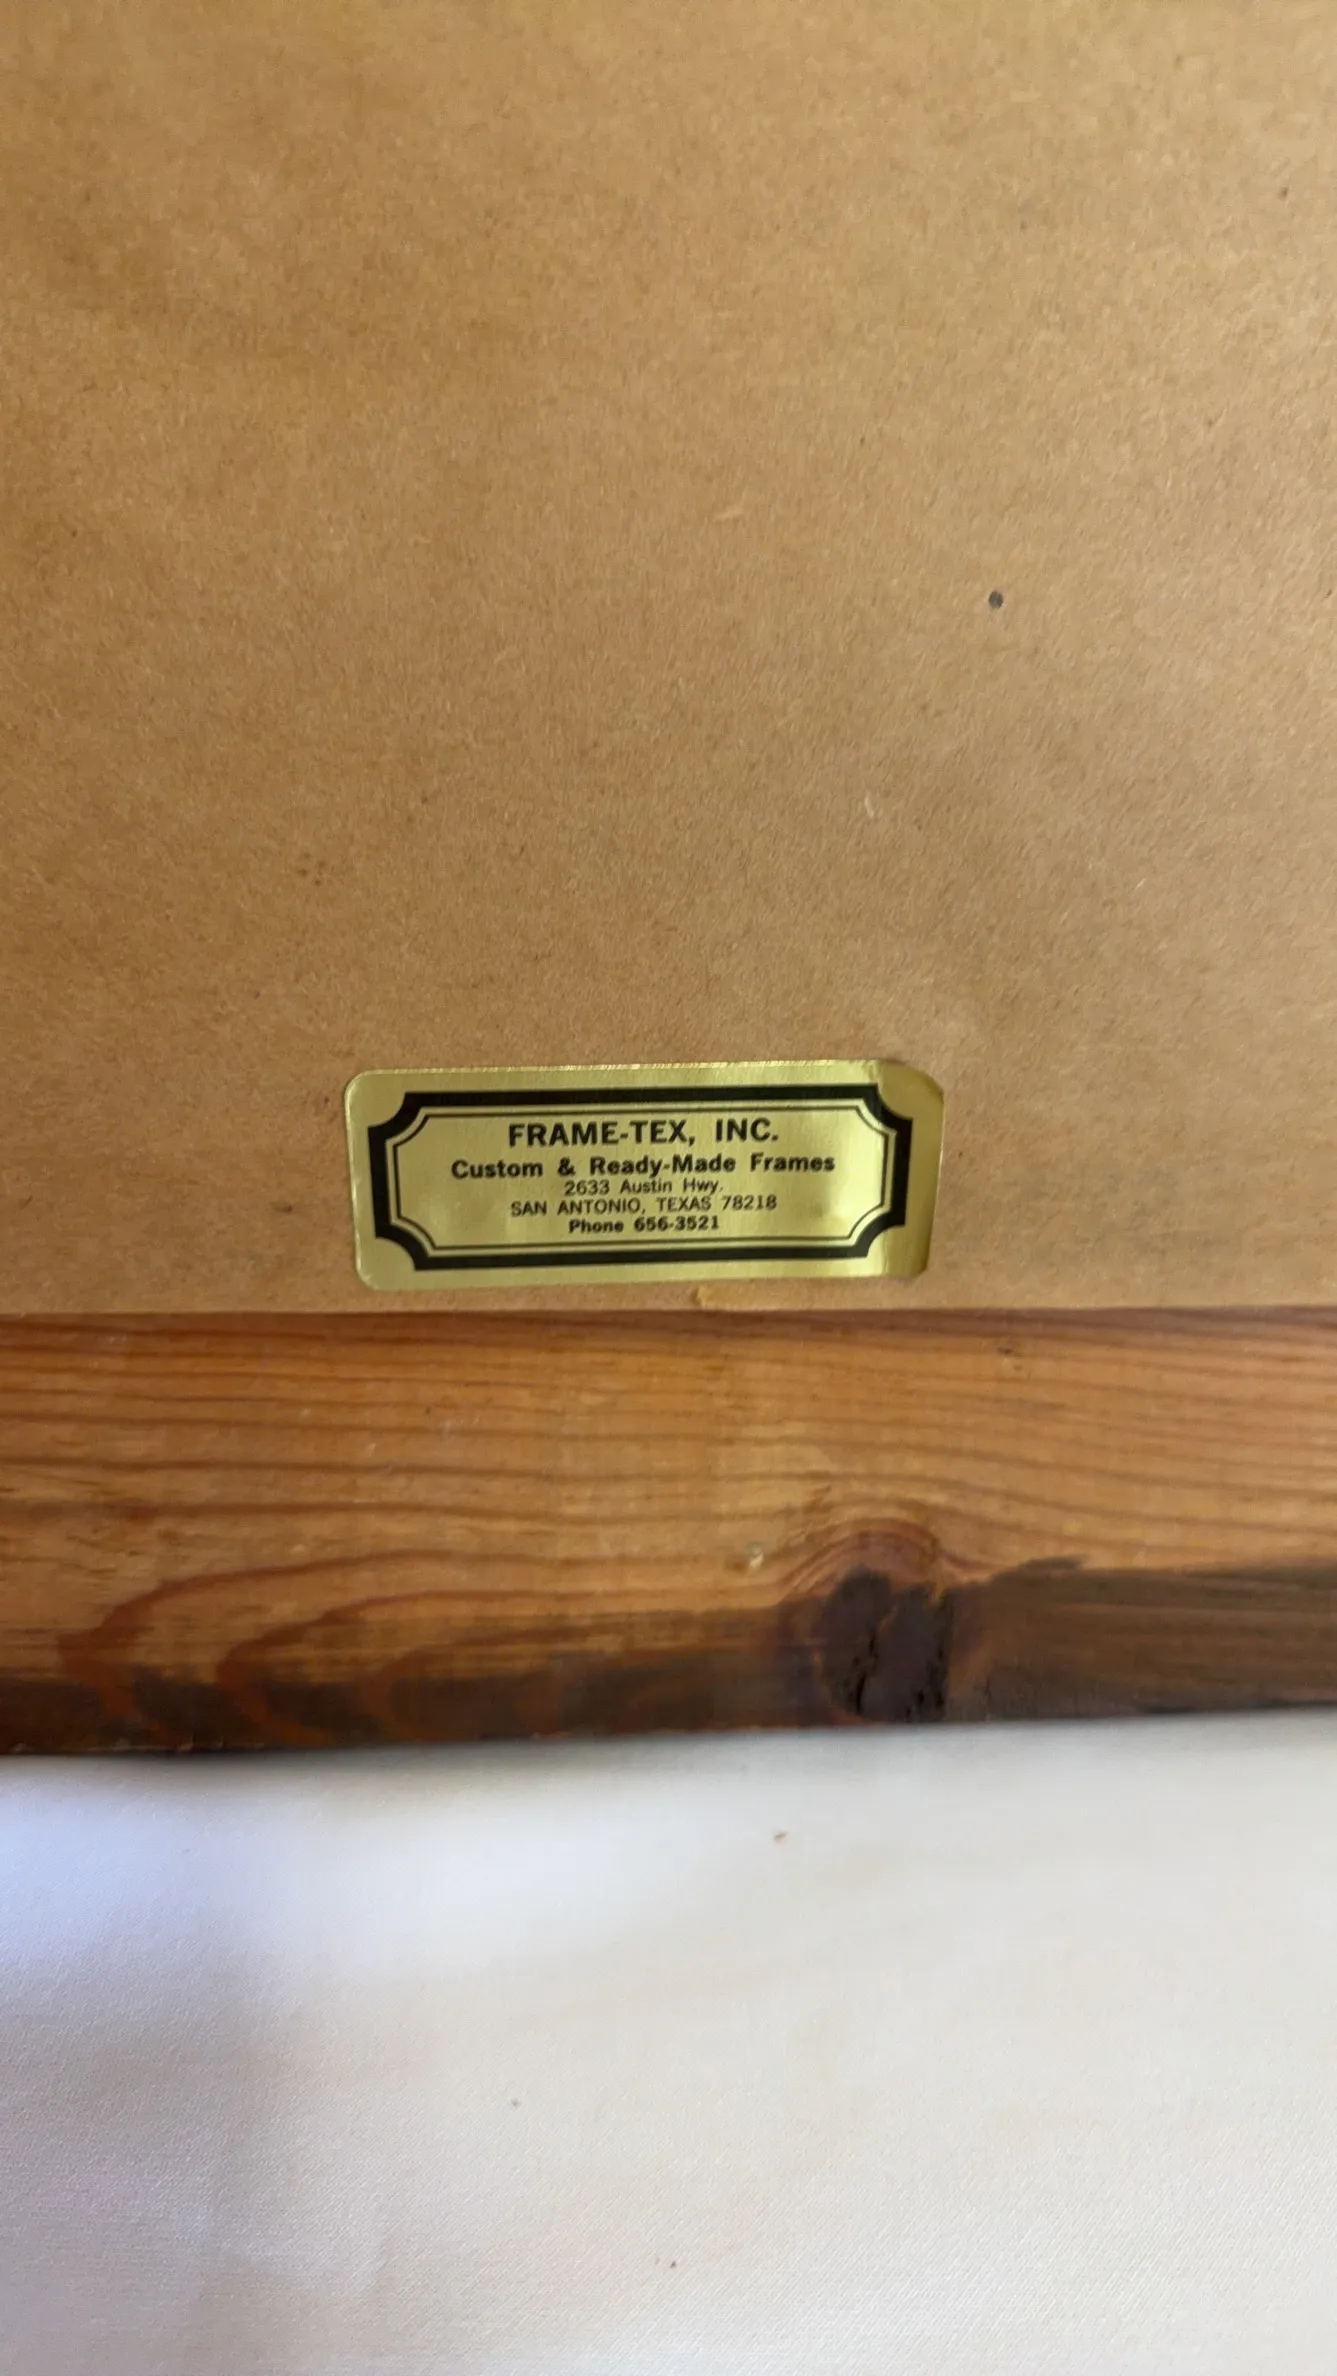 FRAME-TEX, INC.
Custom & Ready-Made Frames
2633 Austin Hwy.
SAN ANTONIO, TEXAS 78218
Phone 656-3521